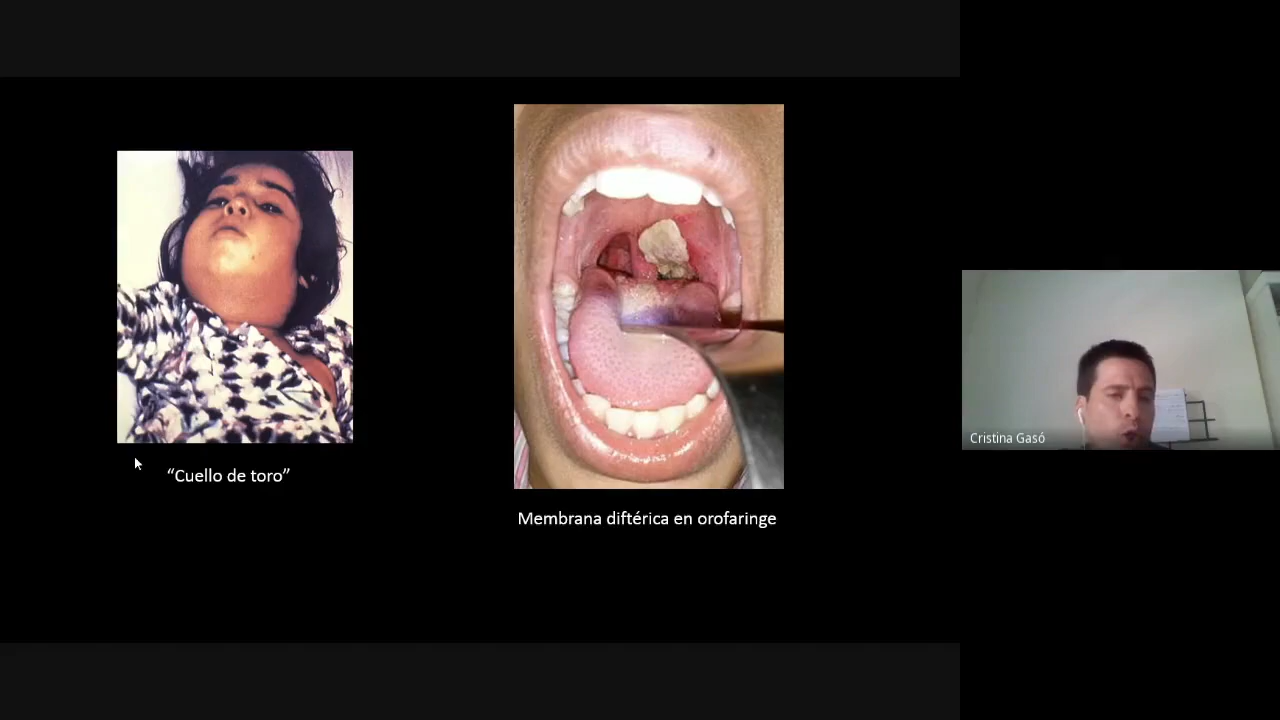 “Cuello de toro”
Membrana diftérica en orofaringe
Cristina Gasó